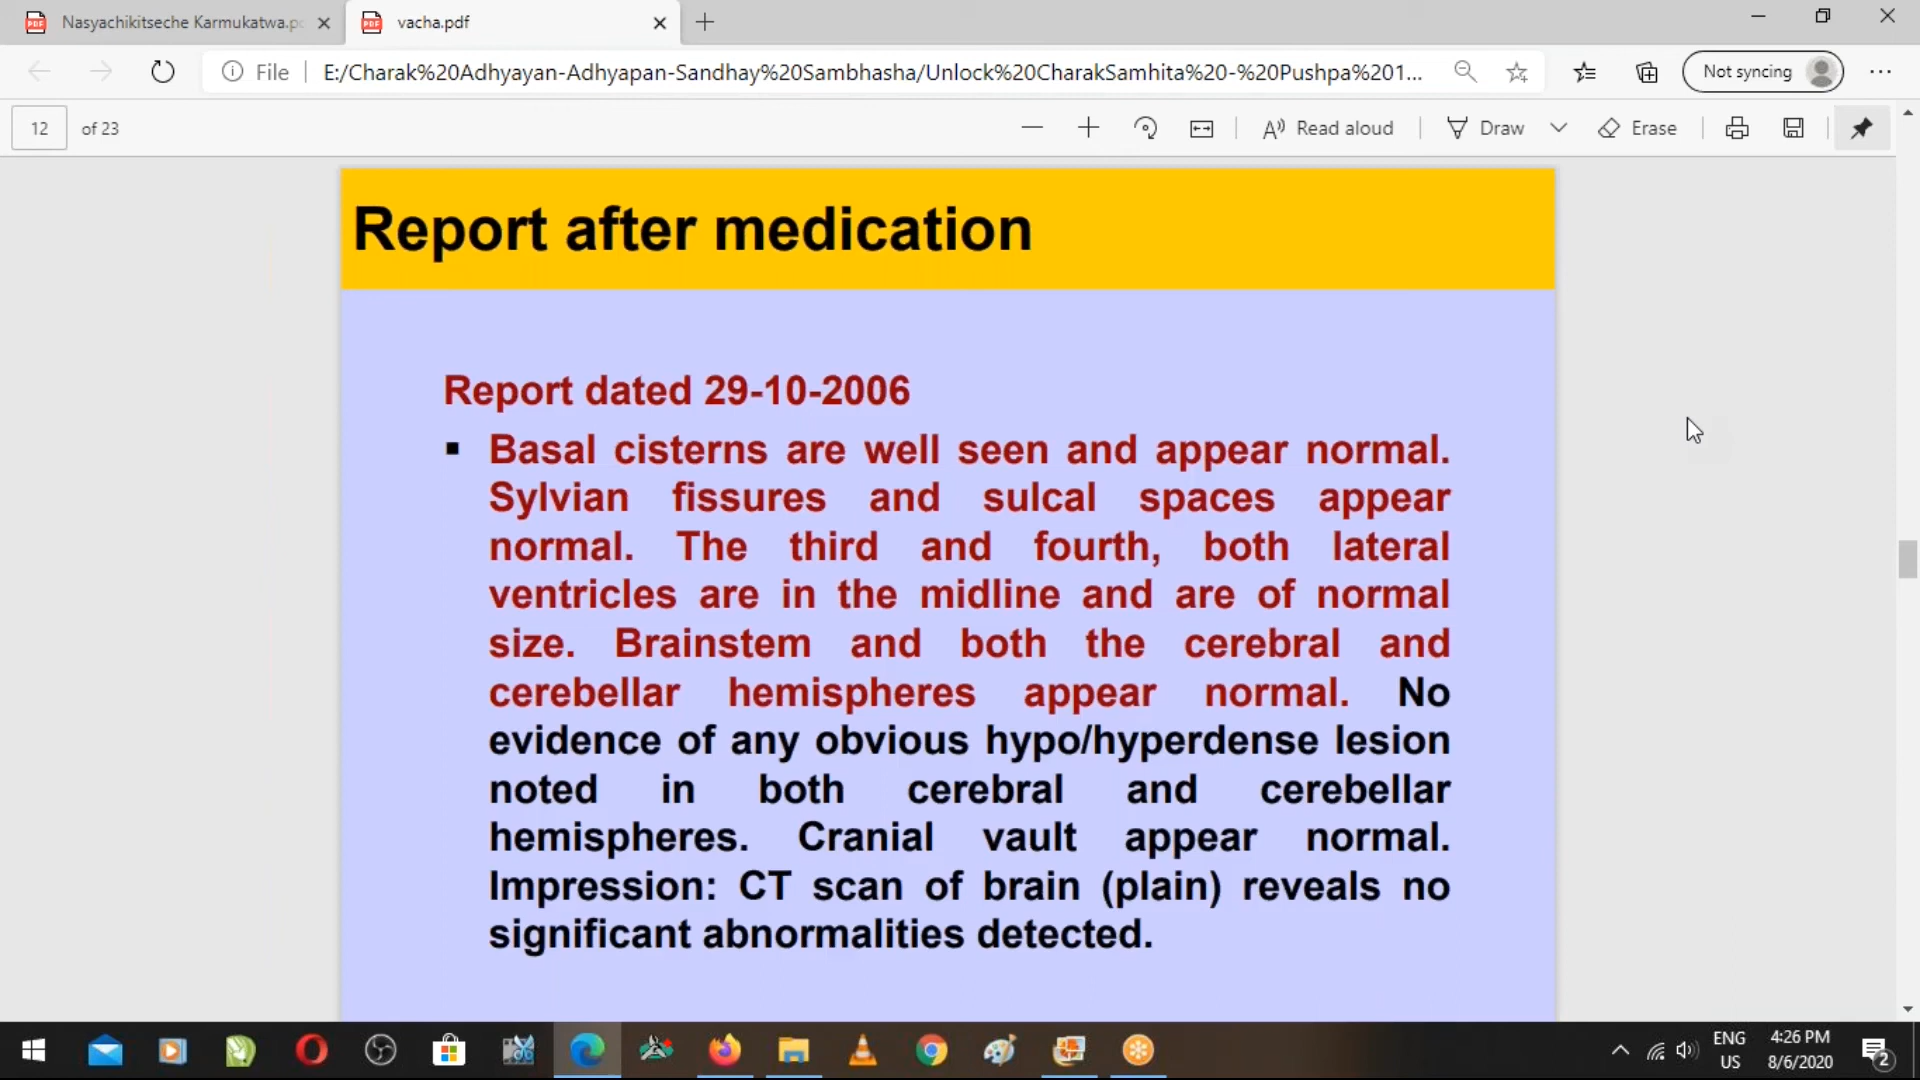 Nasyachikitseche Karmukatwa.p
vacha.pdf
File
E:/Charak%20Adhyayan-Adhyapan-Sandhay%20Sambhasha/Unlock%20CharakSamhita%20-%20Pushpa%201...
Not syncing
12 of 23
Read aloud
Draw
Erase
Report after medication
Report dated 29-10-2006
▪ Basal cisterns are well seen and appear normal.
Sylvian fissures and sulcal spaces appear
normal. The third and fourth, both lateral
ventricles are in the midline and are of normal
size. Brainstem and both the cerebral and
cerebellar hemispheres appear normal. No
evidence of any obvious hypo/hyperdense lesion
noted in both cerebral and cerebellar
hemispheres. Cranial vault appear normal.
Impression: CT scan of brain (plain) reveals no
significant abnormalities detected.
ENG
US
4:26 PM
8/6/2020
2